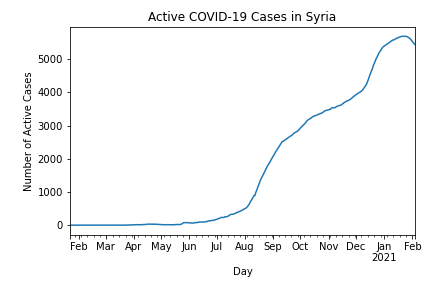 Active COVID-19 Cases in Syria
Number of Active Cases
5000
4000
3000
2000
1000
0
Feb Mar Apr May Jun Jul Aug Sep Oct Nov Dec Jan Feb
2021
Day